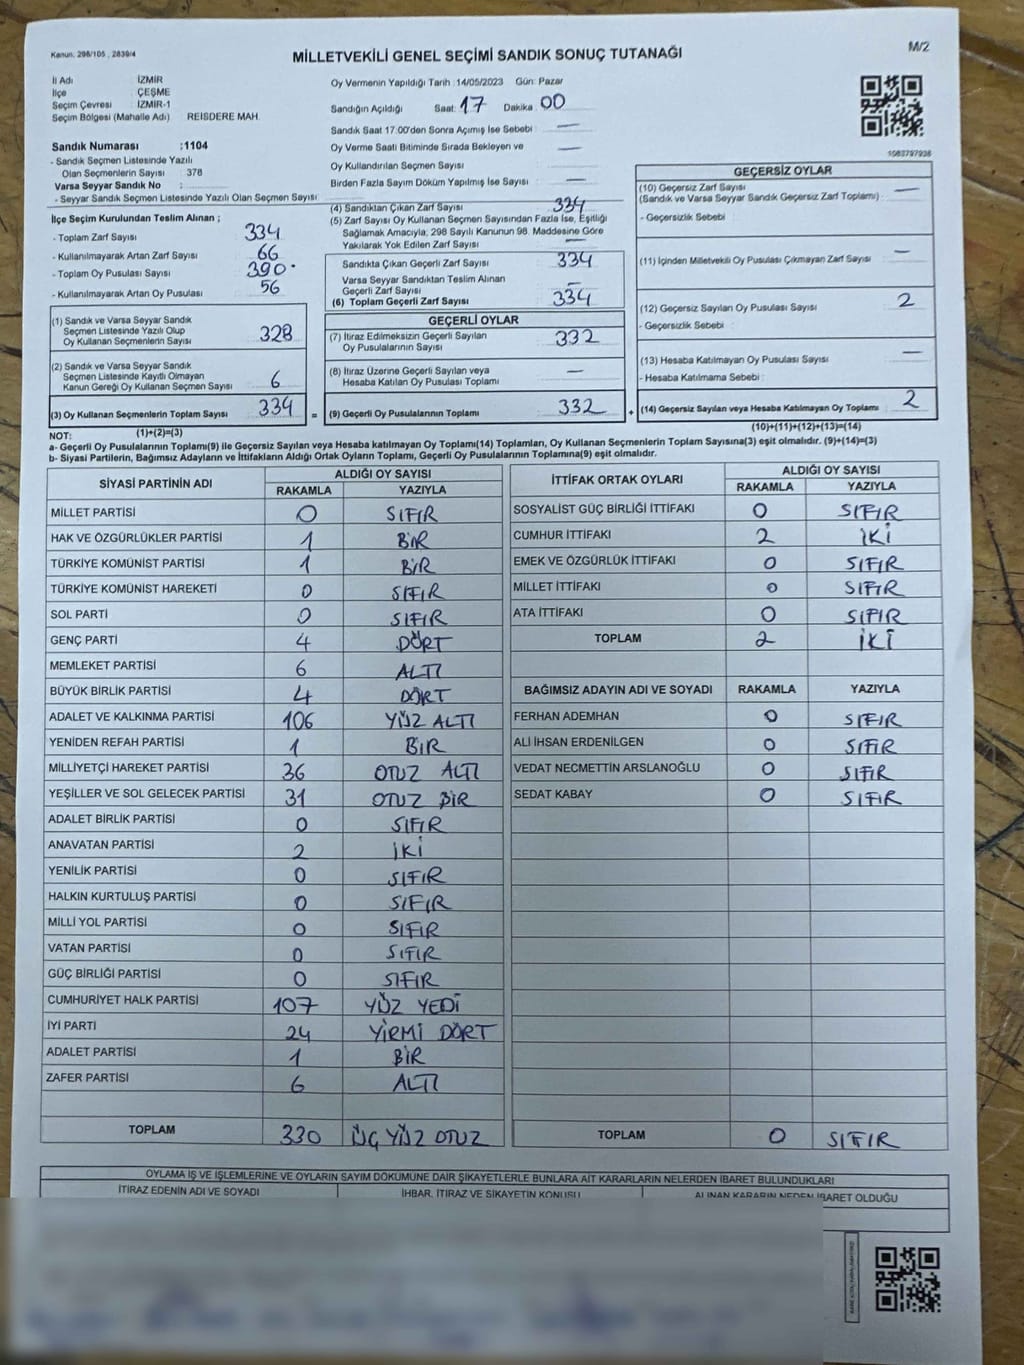 Kanun: 298/105 , 2839/4
MİLLETVEKİLİ GENEL SEÇİMİ SANDIK SONUÇ TUTANAĞI
M/2
İl Adı İZMİR
İlçe ÇEŞME
Seçim Çevresi İZMİR-1
Seçim Bölgesi (Mahalle Adı) REISDERE MAH.
Sandık Numarası :1104
- Sandık Seçmen Listesinde Yazılı
Olan Seçmenlerin Sayısı : 378
Varsa Seyyar Sandık No :
- Seyyar Sandık Seçmen Listesinde Yazılı Olan Seçmen Sayısı
İlçe Seçim Kurulundan Teslim Alınan ;
- Toplam Zarf Sayısı 334
- Kullanılmayarak Artan Zarf Sayısı 66
- Toplam Oy Pusulası Sayısı 390
- Kullanılmayarak Artan Oy Pusulası 56
(1) Sandık ve Varsa Seyyar Sandık
Seçmen Listesinde Yazılı Olup
Oy Kullanan Seçmenlerin Sayısı 328
(2) Sandık ve Varsa Seyyar Sandık
Seçmen Listesinde Kayıtlı Olmayan
Kanun Gereği Oy Kullanan Seçmen Sayısı 6
(3) Oy Kullanan Seçmenlerin Toplam Sayısı 334 =
(1)+(2)=(3)
Oy Vermenin Yapıldığı Tarih :14/05/2023 Gün: Pazar
Sandığın Açıldığı Saat: 17 Dakika: 00
Sandık Saat 17.00'den Sonra Açımış İse Sebebi : —
Oy Verme Saati Bitiminde Sırada Bekleyen ve —
Oy Kullandırılan Seçmen Sayısı
Birden Fazla Sayım Döküm Yapılmış İse Sayısı —
(4) Sandıktan Çıkan Zarf Sayısı 334
(5) Zarf Sayısı Oy Kullanan Seçmen Sayısından Fazla İse, Eşitliği
Sağlamak Amacıyla; 298 Sayılı Kanunun 98. Maddesine Göre
Yakılarak Yok Edilen Zarf Sayısı —
Sandıkta Çıkan Geçerli Zarf Sayısı 334
Varsa Seyyar Sandıktan Teslim Alınan
Geçerli Zarf Sayısı —
(6) Toplam Geçerli Zarf Sayısı 334
GEÇERLİ OYLAR
(7) İtiraz Edilmeksizin Geçerli Sayılan
Oy Pusulalarının Sayısı 332
(8) İtiraz Üzerine Geçerli Sayılan veya
Hesaba Katılan Oy Pusulası Toplamı —
(9) Geçerli Oy Pusulalarının Toplamı 332 +
1083797938
GEÇERSİZ OYLAR
(10) Geçersiz Zarf Sayısı —
(Sandık ve Varsa Seyyar Sandık Geçersiz Zarf Toplamı) :
- Geçersizlik Sebebi :
(11) İçinden Milletvekili Oy Pusulası Çıkmayan Zarf Sayısı —
(12) Geçersiz Sayılan Oy Pusulası Sayısı 2
- Geçersizlik Sebebi :
(13) Hesaba Katılmayan Oy Pusulası Sayısı —
- Hesaba Katılmama Sebebi :
(14) Geçersiz Sayılan veya Hesaba Katılmayan Oy Toplamı 2
(10)+(11)+(12)+(13)=(14)
NOT:
a- Geçerli Oy Pusulalarının Toplamı(9) ile Geçersiz Sayılan veya Hesaba katılmayan Oy Toplamı(14) Toplamları, Oy Kullanan Seçmenlerin Toplam Sayısına(3) eşit olmalıdır. (9)+(14)=(3)
b- Siyasi Partilerin, Bağımsız Adayların ve İttifakların Aldığı Ortak Oyların Toplamı, Geçerli Oy Pusulalarının Toplamına(9) eşit olmalıdır.
SİYASİ PARTİNİN ADI ALDIĞI OY SAYISI
RAKAMLA YAZIYLA
MİLLET PARTİSİ 0 SIFIR
HAK VE ÖZGÜRLÜKLER PARTİSİ 1 BİR
TÜRKİYE KOMÜNİST PARTİSİ 1 BİR
TÜRKİYE KOMÜNİST HAREKETİ 0 SIFIR
SOL PARTİ 0 SIFIR
GENÇ PARTİ 4 DÖRT
MEMLEKET PARTİSİ 6 ALTI
BÜYÜK BİRLİK PARTİSİ 4 DÖRT
ADALET VE KALKINMA PARTİSİ 106 YÜZ ALTI
YENİDEN REFAH PARTİSİ 1 BİR
MİLLİYETÇİ HAREKET PARTİSİ 36 OTUZ ALTI
YEŞİLLER VE SOL GELECEK PARTİSİ 31 OTUZ BİR
ADALET BİRLİK PARTİSİ 0 SIFIR
ANAVATAN PARTİSİ 2 İKİ
YENİLİK PARTİSİ 0 SIFIR
HALKIN KURTULUŞ PARTİSİ 0 SIFIR
MİLLİ YOL PARTİSİ 0 SIFIR
VATAN PARTİSİ 0 SIFIR
GÜÇ BİRLİĞİ PARTİSİ 0 SIFIR
CUMHURİYET HALK PARTİSİ 107 YÜZ YEDİ
İYİ PARTİ 24 YİRMİ DÖRT
ADALET PARTİSİ 1 BİR
ZAFER PARTİSİ 6 ALTI
TOPLAM 330 ÜÇ YÜZ OTUZ
İTTİFAK ORTAK OYLARI ALDIĞI OY SAYISI
RAKAMLA YAZIYLA
SOSYALIST GÜÇ BİRLİĞİ İTTİFAKI 0 SIFIR
CUMHUR İTTİFAKI 2 İKİ
EMEK VE ÖZGÜRLÜK İTTİFAKI 0 SIFIR
MİLLET İTTİFAKI 0 SIFIR
ATA İTTİFAKI 0 SIFIR
TOPLAM 2 İKİ
BAĞIMSIZ ADAYIN ADI VE SOYADI RAKAMLA YAZIYLA
FERHAN ADEMHAN 0 SIFIR
ALİ İHSAN ERDENILGEN 0 SIFIR
VEDAT NECMETTİN ARSLANOĞLU 0 SIFIR
SEDAT KABAY 0 SIFIR
TOPLAM 0 SIFIR
OYLAMA İŞ VE İŞLEMLERİNE VE OYLARIN SAYIM DÖKÜMÜNE DAİR ŞİKAYETLERLE BUNLARA AİT KARARLARIN NELERDEN İBARET BULUNDUKLARI
İTİRAZ EDENİN ADI VE SOYADI İHBAR, İTİRAZ VE ŞİKAYETİN KONUSU ALINAN KARARIN NEDEN İBARET OLDUĞU